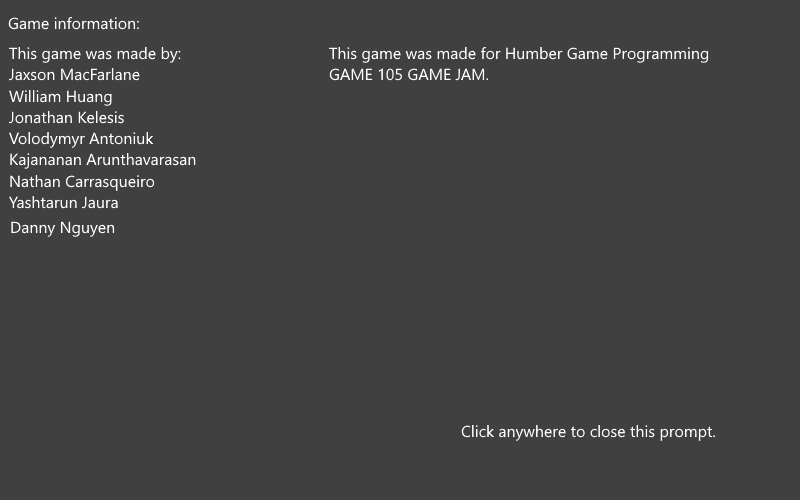 Game information:
This game was made by:
Jaxson MacFarlane
William Huang
Jonathan Kelesis
Volodymyr Antoniuk
Kajananan Arunthavarasan
Nathan Carrasqueiro
Yashtarun Jaura
Danny Nguyen
This game was made for Humber Game Programming
GAME 105 GAME JAM.
Click anywhere to close this prompt.